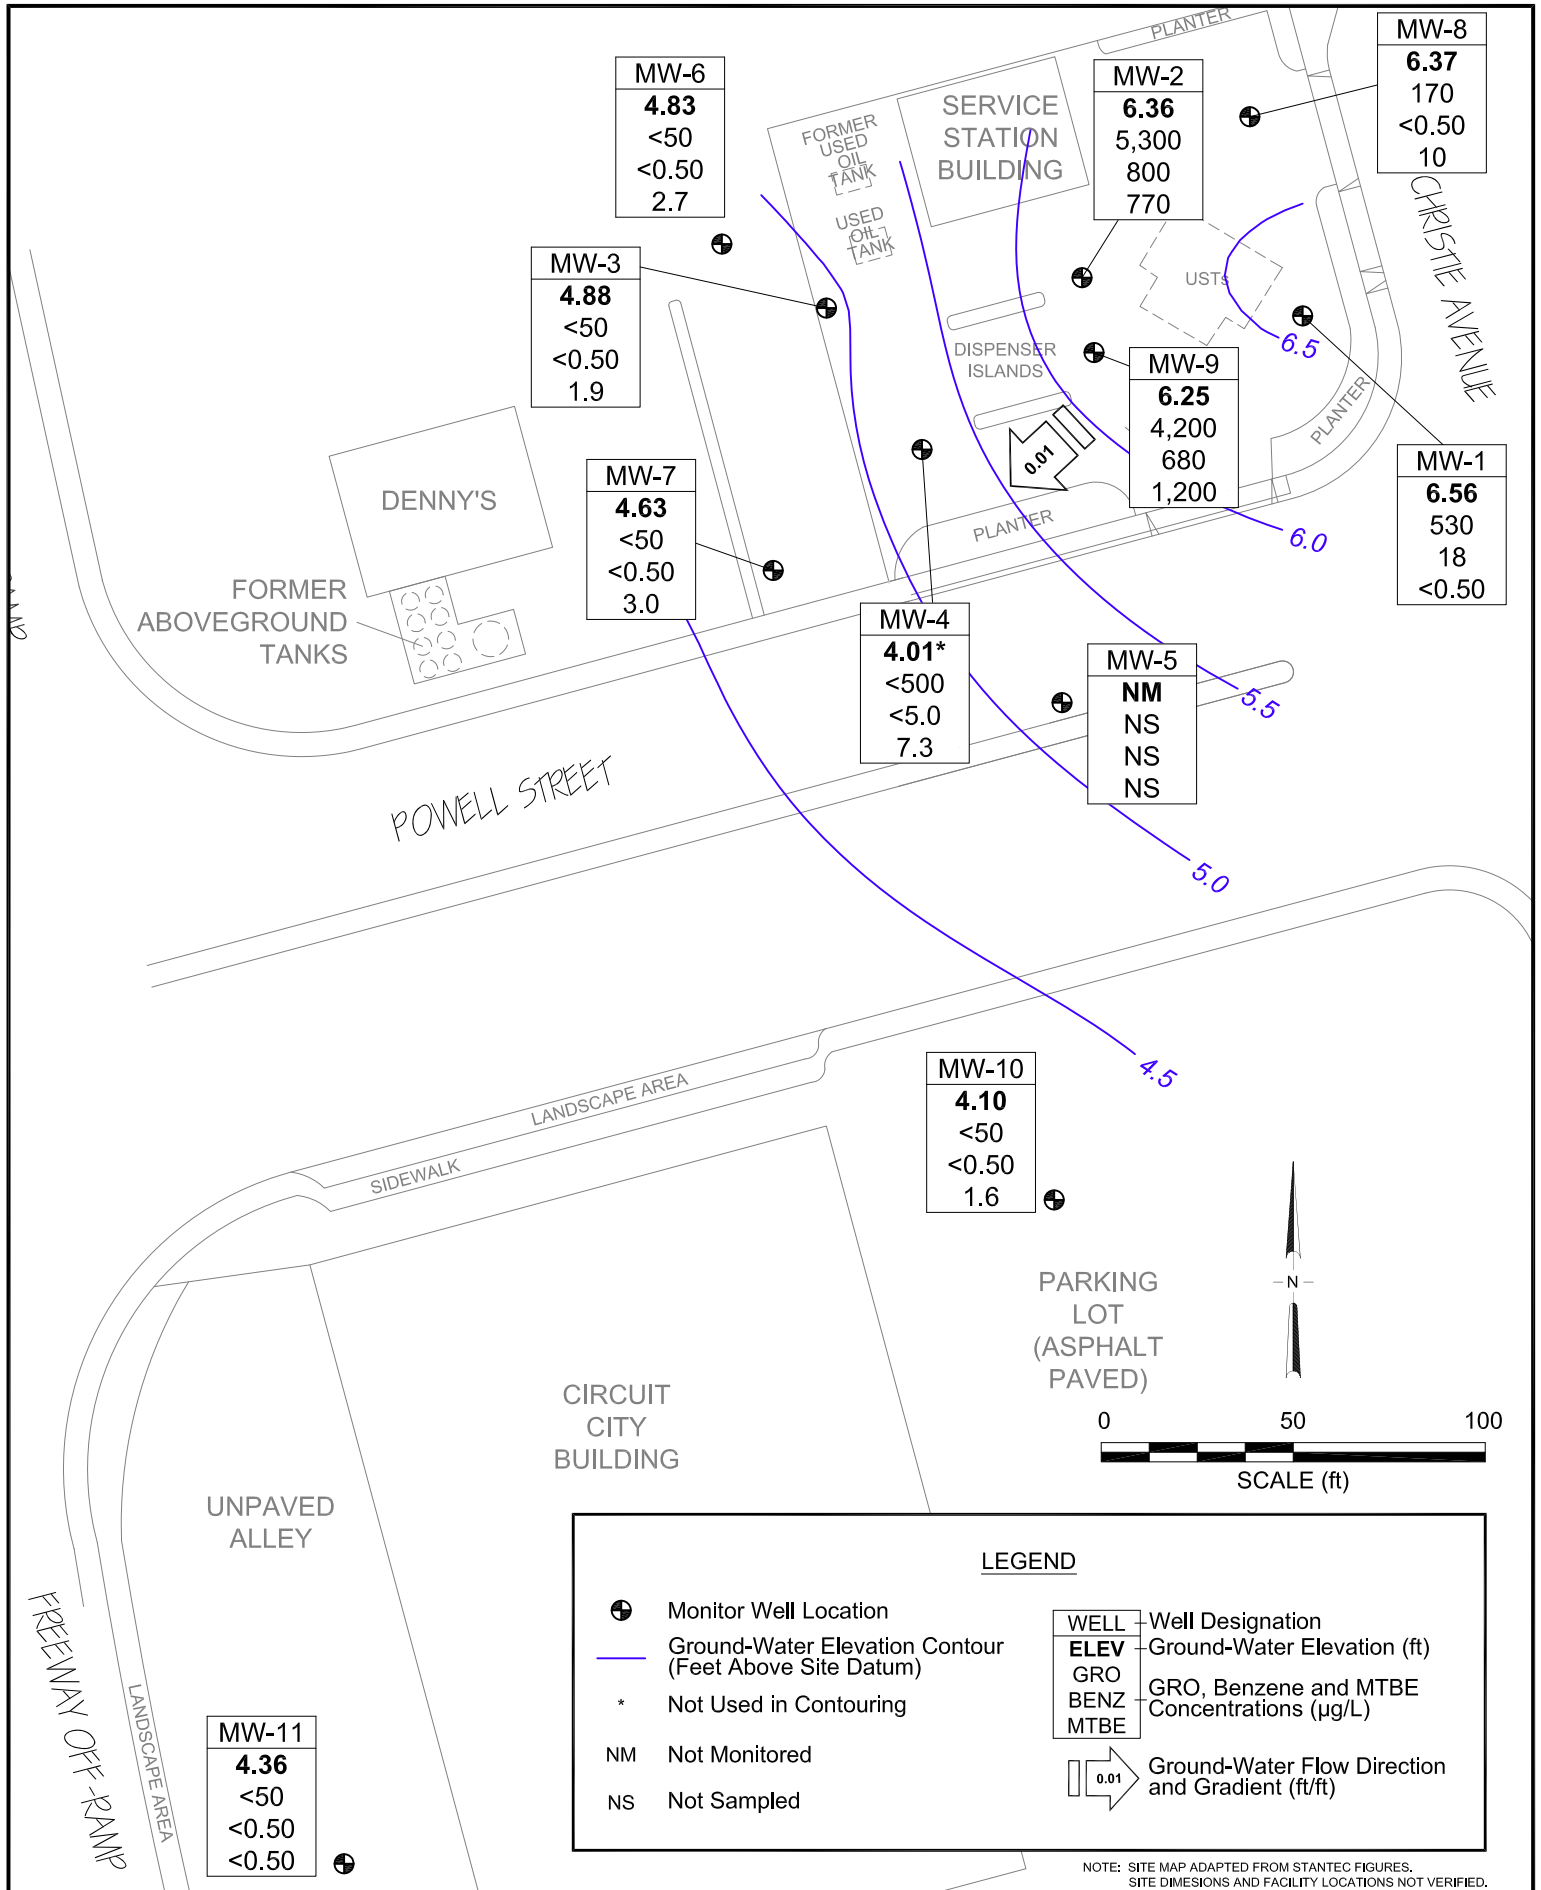 PLANTER
MW-8
6.37
170
<0.50
10
MW-6
4.83
<50
<0.50
2.7
MW-2
6.36
5,300
800
770
SERVICE
STATION
BUILDING
FORMER
USED
OIL
TANK
USED
OIL
TANK
CHRISTIE AVENUE
MW-3
4.88
<50
<0.50
1.9
USTs
6.5
DISPENSER
ISLANDS
MW-9
6.25
4,200
680
1,200
PLANTER
MW-1
6.56
530
18
<0.50
0.01
DENNY'S
MW-7
4.63
<50
<0.50
3.0
PLANTER
6.0
FORMER
ABOVEGROUND
TANKS
MW-4
4.01*
<500
<5.0
7.3
MW-5
NM
NS
NS
NS
5.5
POWELL STREET
5.0
4.5
MW-10
4.10
<50
<0.50
1.6
LANDSCAPE AREA
SIDEWALK
N
PARKING
LOT
(ASPHALT
PAVED)
0 50 100
SCALE (ft)
CIRCUIT
CITY
BUILDING
UNPAVED
ALLEY
FREEWAY OFF-RAMP
LANDSCAPE AREA
MW-11
4.36
<50
<0.50
<0.50
LEGEND
Monitor Well Location
Ground-Water Elevation Contour
(Feet Above Site Datum)
* Not Used in Contouring
NM Not Monitored
NS Not Sampled
WELL Well Designation
ELEV Ground-Water Elevation (ft)
GRO
BENZ
MTBE
GRO, Benzene and MTBE
Concentrations (µg/L)
0.01
Ground-Water Flow Direction
and Gradient (ft/ft)
NOTE: SITE MAP ADAPTED FROM STANTEC FIGURES.
SITE DIMESIONS AND FACILITY LOCATIONS NOT VERIFIED.